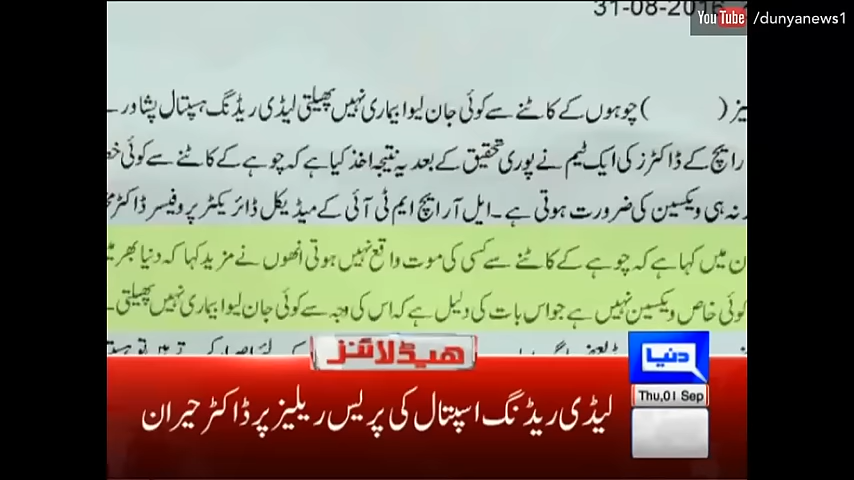 31-08-2016
You Tube /dunyanews1
یز ( ) چوہوں کے کاٹنے سے کوئی جان لیوا بیماری نہیں پھیلتی لیڈی ریڈنگ ہسپتال پشاور۔
رایچ کے ڈاکٹرز کی ایک ٹیم نے پوری تحقیق کے بعد یہ نتیجہ اخذ کیا ہے کہ چوہے کے کاٹنے سے کوئی
نہ ہی ویکسین کی ضرورت ہوتی ہے۔ ایل آر ایچ ایم ٹی آئی کے میڈیکل ڈائریکٹر پروفیسر ڈاکٹر
ن میں کہا ہے کہ چوہے کے کاٹنے سے کسی کی موت واقع نہیں ہوتی انھوں نے مزید کہا کہ دنیا بھر میں
کوئی خاص ویکسین نہیں ہے جو اس بات کی دلیل ہے کہ اس کی وجہ سے کوئی جان لیوا بیماری نہیں پھیلتی۔
ہیڈلائنز
دنیا
Thu,01 Sep
لیڈی ریڈنگ اسپتال کی پریس ریلیز پر ڈاکٹر حیران